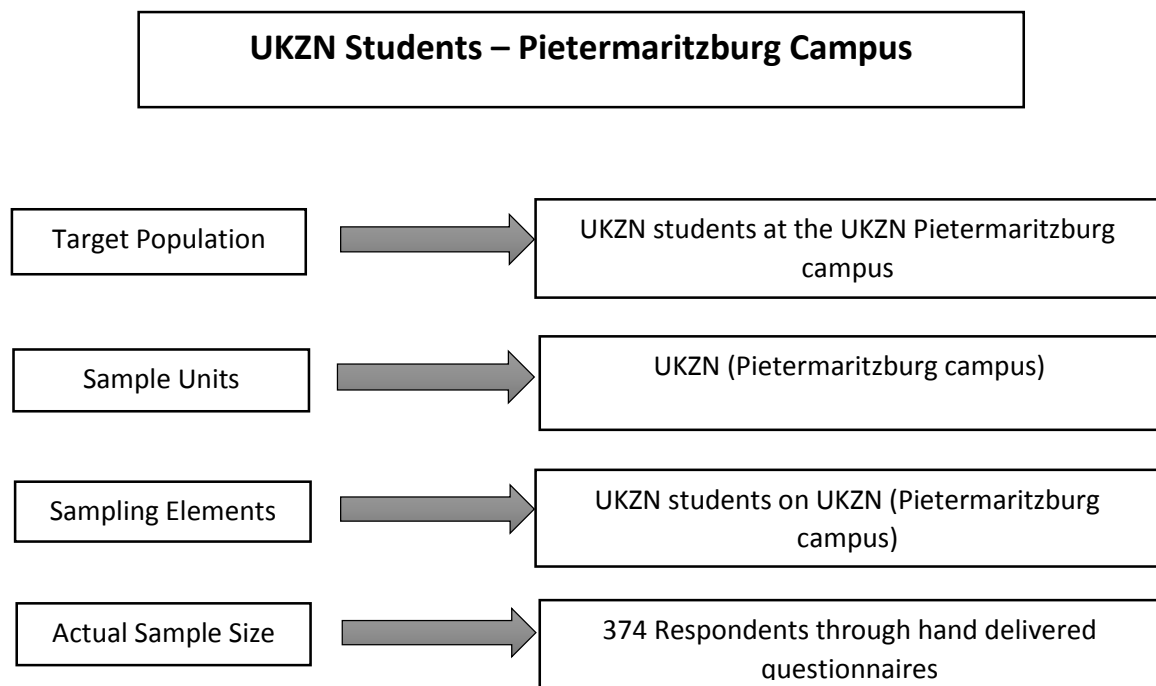 UKZN Students – Pietermaritzburg Campus
Target Population
UKZN students at the UKZN Pietermaritzburg
campus
Sample Units
UKZN (Pietermaritzburg campus)
Sampling Elements
UKZN students on UKZN (Pietermaritzburg
campus)
Actual Sample Size
374 Respondents through hand delivered
questionnaires